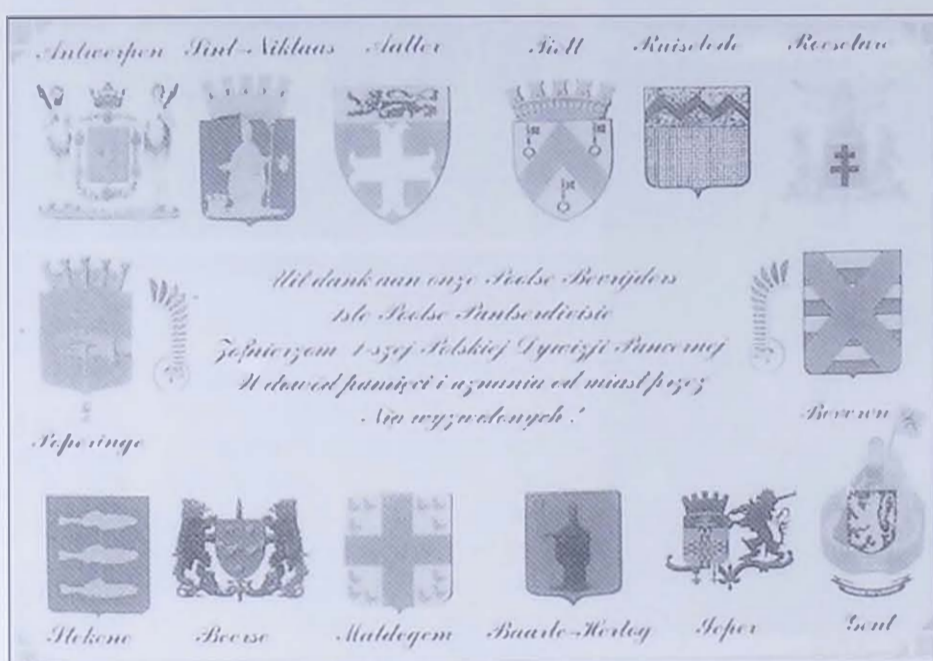 Antwerpen Sint-Niklaas Aalter Tielt Ruiselede Roeselare
Uit dank aan onze Poolse Bevrijders
1ste Poolse Pantserdivisie
Żołnierzom 1-szej Polskiej Dywizji Pancernej
W dowód pamięci i uznania od miast przez
Nia wyzwolonych!
Poperinge
Beveren
Stekene Beerse Maldegem Baarle-Hertog Ieper Gent